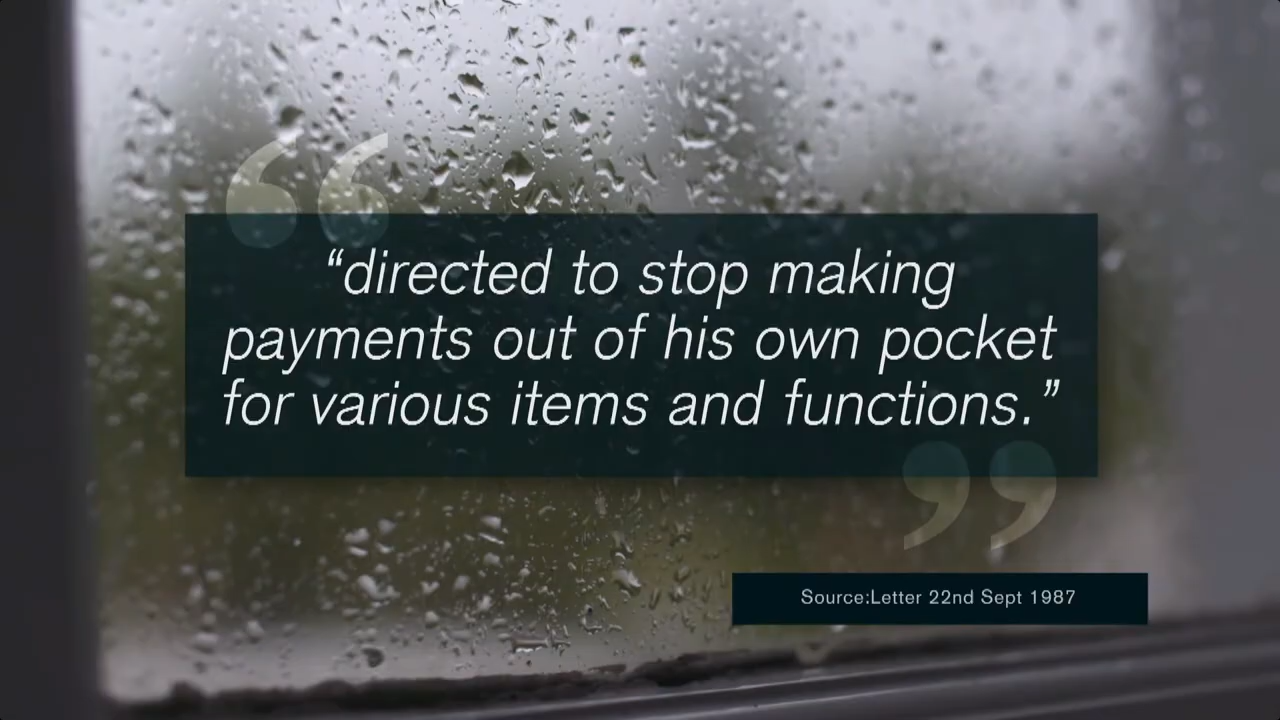 “directed to stop making
payments out of his own pocket
for various items and functions.”
Source:Letter 22nd Sept 1987